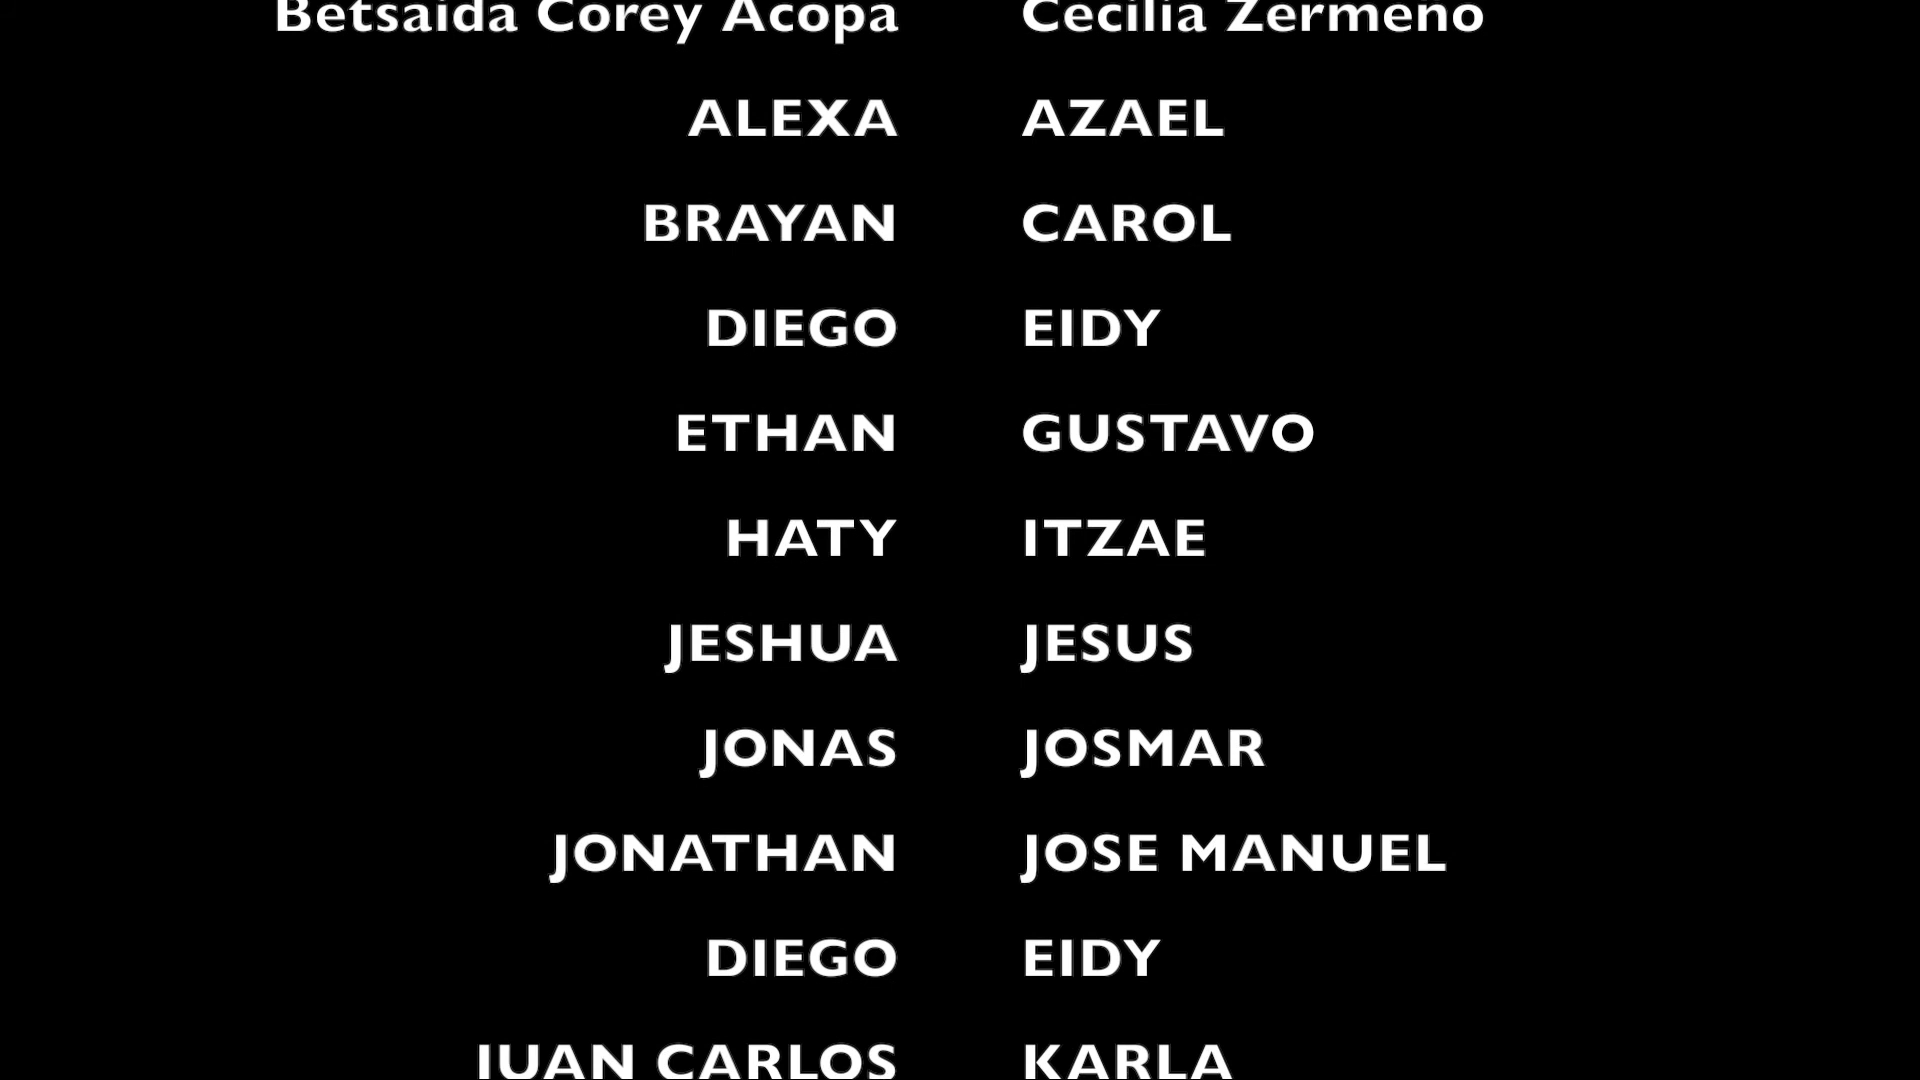 Betsaida Corey Acopa Cecilia Zermeño
ALEXA AZAEL
BRAYAN CAROL
DIEGO EIDY
ETHAN GUSTAVO
HATY ITZAE
JESHUA JESUS
JONAS JOSMAR
JONATHAN JOSE MANUEL
DIEGO EIDY
JUAN CARLOS KARLA